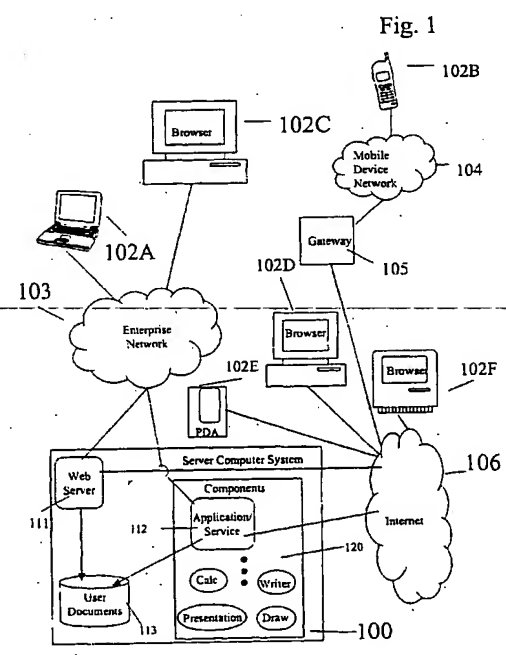 Fig. 1
102B
Browser
102C
Mobile
Device
Network
104
102A
Gateway
105
102D
103
Enterprise
Network
Browser
102E
Browser
102F
PDA
Server Computer System
106
Web
Server
Components
111
112
Application/
Service
Internet
120
Calc
Writer
User
Documents
113
Presentation
Draw
100